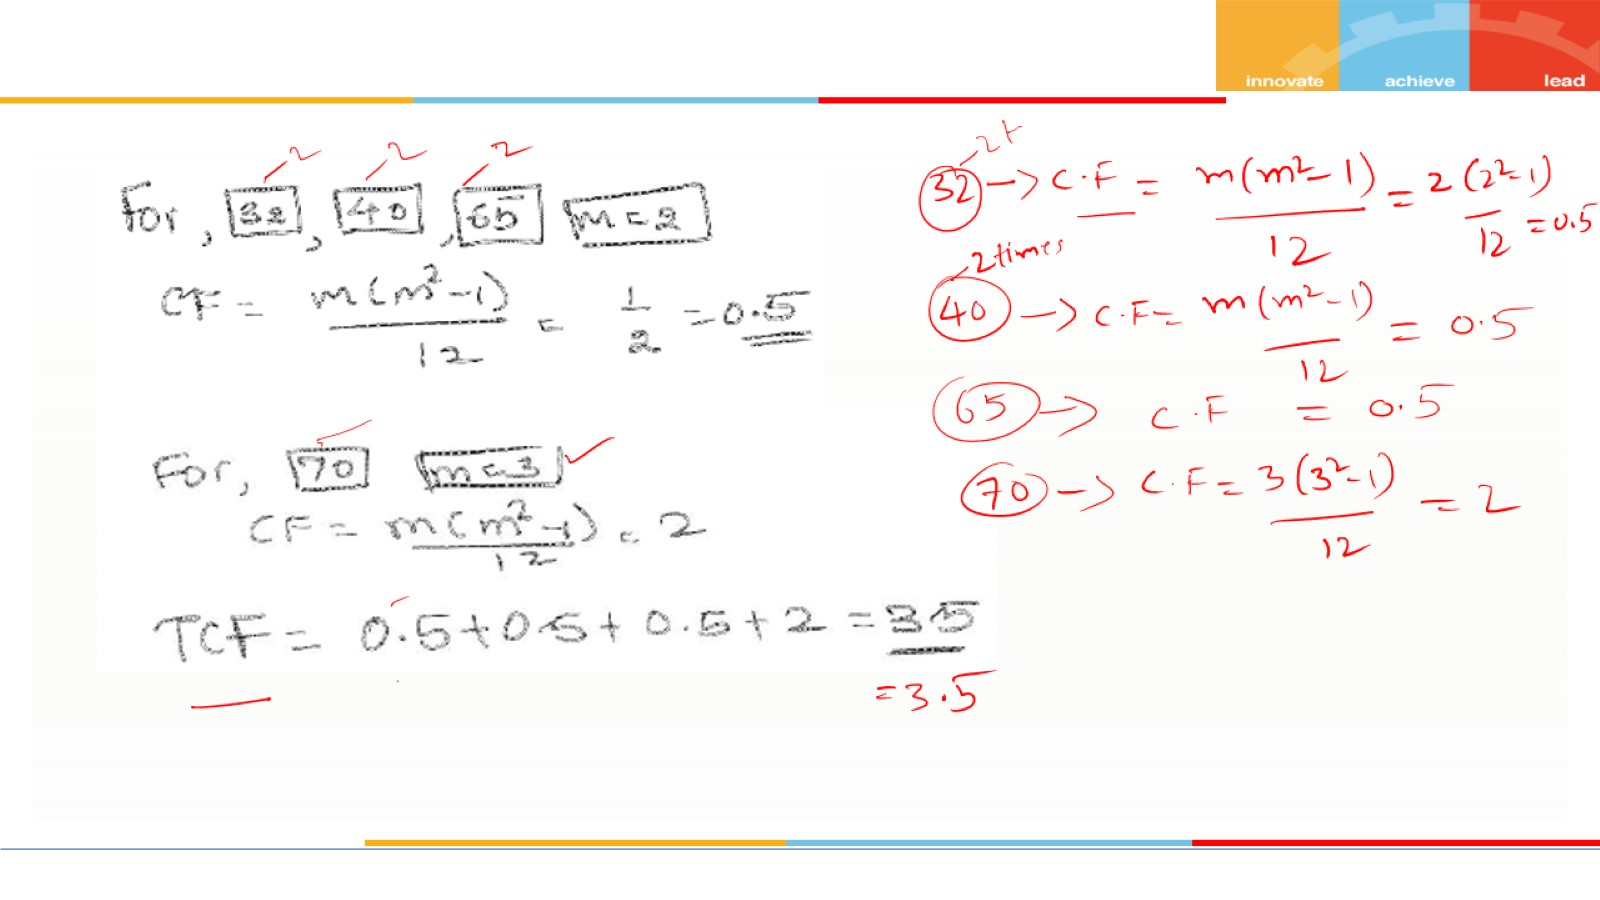 innovate achieve lead
2 2 2
For, 32, 40, 65 m=2
CF = m(m²-1)/12 = 1/2 = 0.5
For, 70 m=3
CF = m(m²-1)/12 = 2
TCF = 0.5+0.5+0.5+2 = 3.5
= 3.5
32 → C.F = m(m²-1)/12 = 2(2²-1)/12 = 0.5
2 times
40 → C.F = m(m²-1)/12 = 0.5
65 → C.F = 0.5
70 → C.F = 3(3²-1)/12 = 2